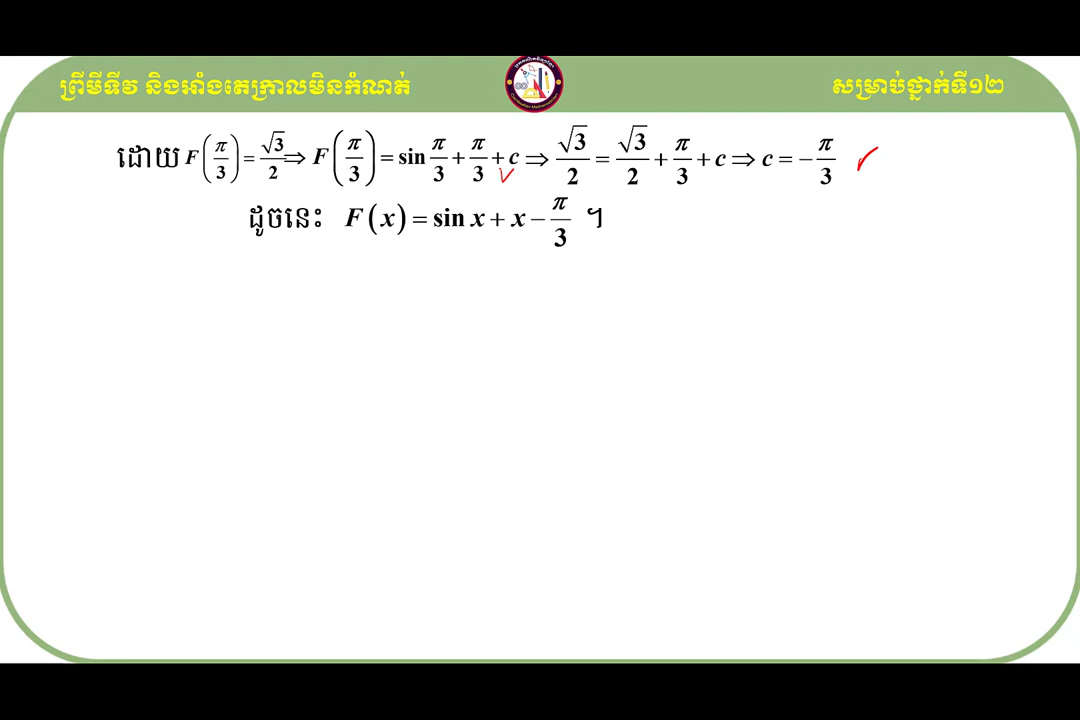 ព្រីមីទីវ និងអាំងតេក្រាលមិនកំណត់
សម្រាប់ថ្នាក់ទី១២
ដោយ F(π/3) = √3/2 ⇒ F(π/3) = sin π/3 + π/3 + c ⇒ √3/2 = √3/2 + π/3 + c ⇒ c = −π/3
ដូចនេះ F(x) = sin x + x − π/3 ។